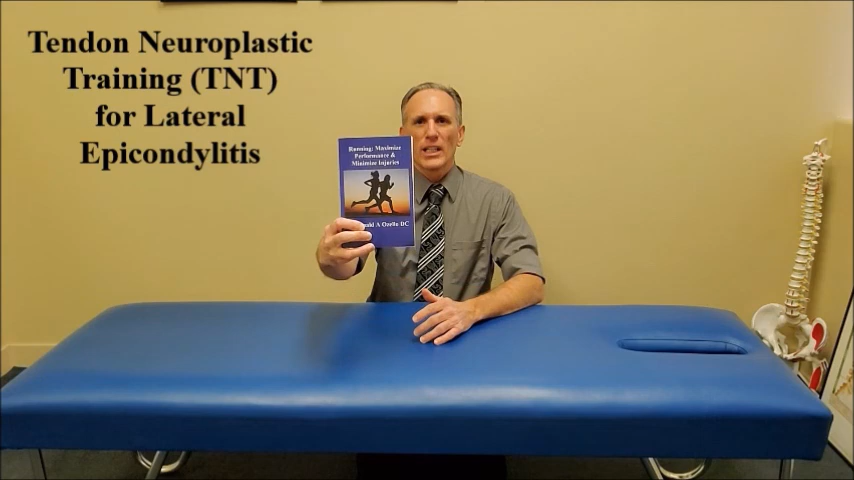 Tendon Neuroplastic
Training (TNT)
for Lateral
Epicondylitis
Running: Maximize
Performance &
Minimize Injuries
A Ozello DC